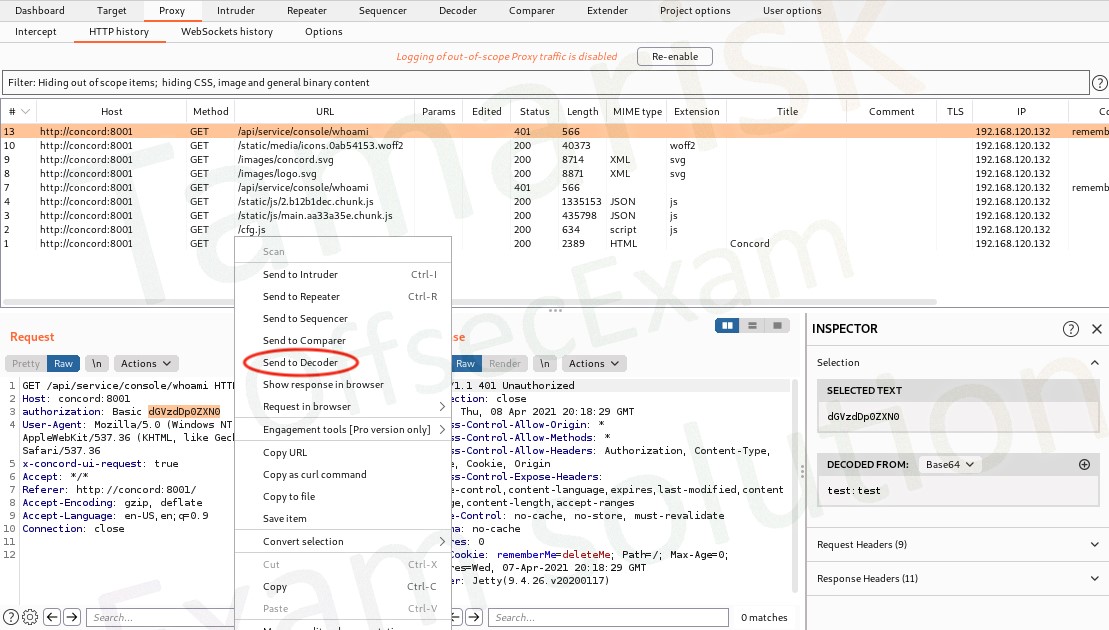 Dashboard Target Proxy Intruder Repeater Sequencer Decoder Comparer Extender Project options User options
Intercept HTTP history WebSockets history Options
Logging of out-of-scope Proxy traffic is disabled Re-enable
Filter: Hiding out of scope items; hiding CSS, image and general binary content ?
# Host Method URL Params Edited Status Length MIME type Extension Title Comment TLS IP Co
13 http://concord:8001 GET /api/service/console/whoami 401 566 192.168.120.132 rememb
10 http://concord:8001 GET /static/media/icons.0ab54153.woff2 200 40373 woff2 192.168.120.132
9 http://concord:8001 GET /images/concord.svg 200 8714 XML svg 192.168.120.132
8 http://concord:8001 GET /images/logo.svg 200 8871 XML svg 192.168.120.132
7 http://concord:8001 GET /api/service/console/whoami 401 566 192.168.120.132 rememb
4 http://concord:8001 GET /static/js/2.b12b1dec.chunk.js 200 1335153 JSON js 192.168.120.132
3 http://concord:8001 GET /static/js/main.aa33a35e.chunk.js 200 435798 JSON js 192.168.120.132
2 http://concord:8001 GET /cfg.js 200 634 script js 192.168.120.132
1 http://concord:8001 GET 200 2389 HTML Concord 192.168.120.132
Scan
Send to Intruder Ctrl-I
Send to Repeater Ctrl-R
Send to Sequencer
Send to Comparer
Send to Decoder
Show response in browser
Request in browser
Engagement tools [Pro version only]
Copy URL
Copy as curl command
Copy to file
Save item
Convert selection
Cut Ctrl-X
Copy Ctrl-C
Paste Ctrl-V
Request
Pretty Raw \n Actions
1 GET /api/service/console/whoami HTT
2 Host: concord:8001
3 authorization: Basic dGVzdDp0ZXN0
4 User-Agent: Mozilla/5.0 (Windows NT
AppleWebKit/537.36 (KHTML, like Gec
Safari/537.36
5 x-concord-ui-request: true
6 Accept: */*
7 Referer: http://concord:8001/
8 Accept-Encoding: gzip, deflate
9 Accept-Language: en-US,en;q=0.9
10 Connection: close
11
12
? Search...
se
Raw Render \n Actions
/1.1 401 Unauthorized
ection: close
Thu, 08 Apr 2021 20:18:29 GMT
ss-Control-Allow-Origin: *
ss-Control-Allow-Methods: *
ss-Control-Allow-Headers: Authorization, Content-Type,
e, Cookie, Origin
ss-Control-Expose-Headers:
e-control,content-language,expires,last-modified,content
ge,content-length,accept-ranges
e-Control: no-cache, no-store, must-revalidate
ma: no-cache
res: 0
Cookie: rememberMe=deleteMe; Path=/; Max-Age=0;
res=Wed, 07-Apr-2021 20:18:29 GMT
er: Jetty(9.4.26.v20200117)
Search... 0 matches
INSPECTOR ?
Selection
SELECTED TEXT
dGVzdDp0ZXN0
DECODED FROM: Base64
test:test
Request Headers (9)
Response Headers (11)
Tamarisk
OffsecExam
Exam solution